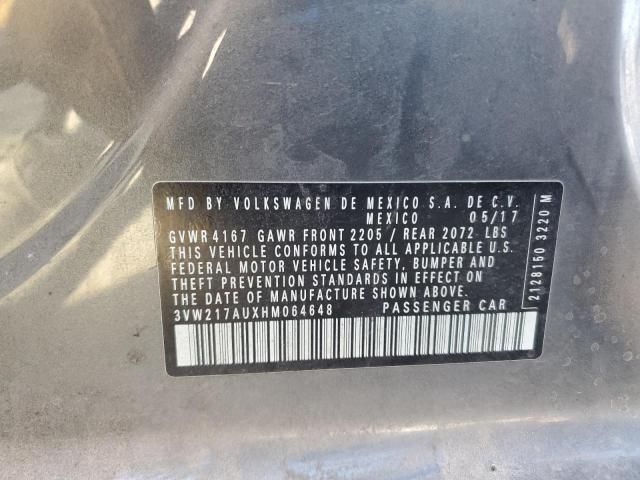 MFD BY VOLKSWAGEN DE MEXICO S.A. DE C.V.
MEXICO 05/17
GVWR 4167 GAWR FRONT 2205 / REAR 2072 LBS
THIS VEHICLE CONFORMS TO ALL APPLICABLE U.S.
FEDERAL MOTOR VEHICLE SAFETY, BUMPER AND
THEFT PREVENTION STANDARDS IN EFFECT ON
THE DATE OF MANUFACTURE SHOWN ABOVE.
3VW217AUXHM064648 PASSENGER CAR
2128150 3220 M